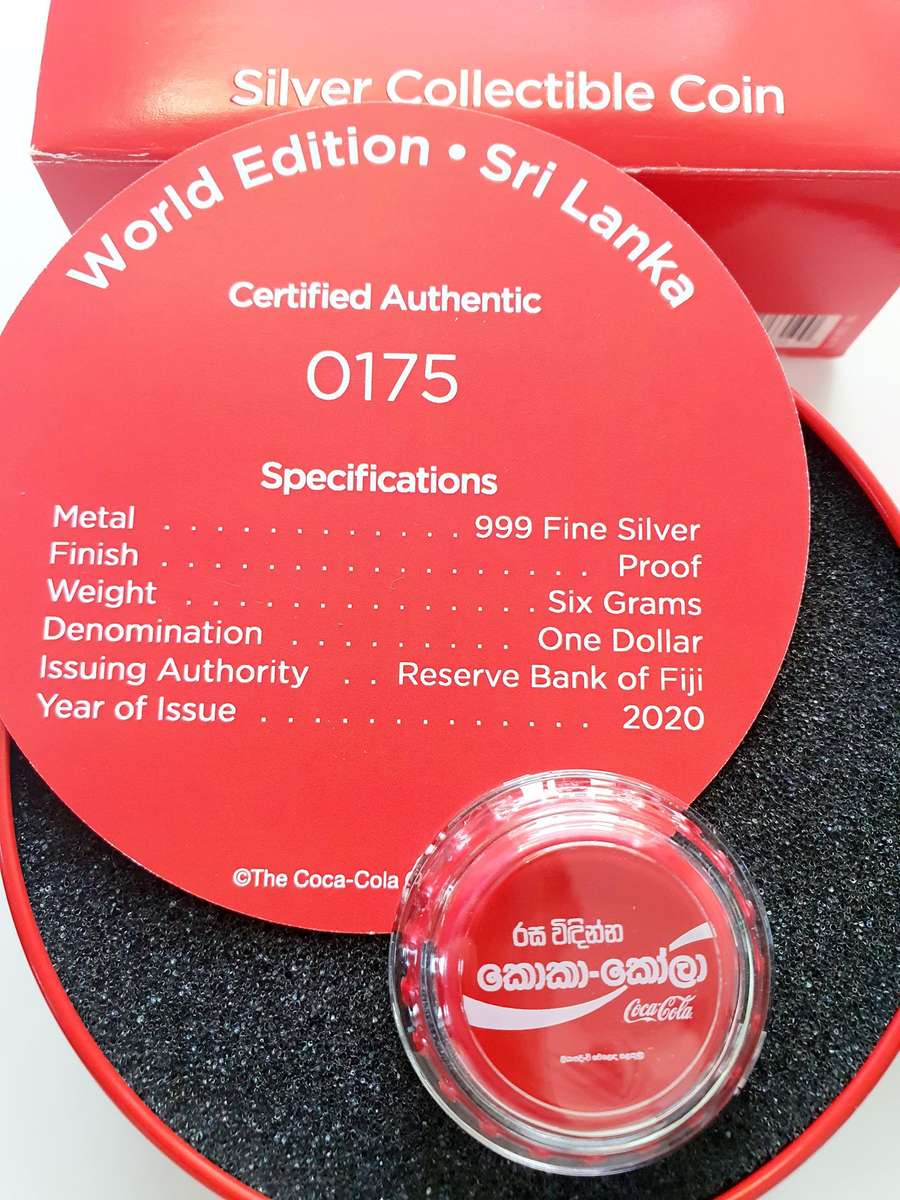 Silver Collectible Coin
World Edition • Sri Lanka
Certified Authentic
0175
Specifications
Metal . . . . . . . . . . . . 999 Fine Silver
Finish . . . . . . . . . . . . . . . . . Proof
Weight . . . . . . . . . . . . . . Six Grams
Denomination . . . . . . . . . One Dollar
Issuing Authority . . Reserve Bank of Fiji
Year of Issue . . . . . . . . . . . . . 2020
©The Coca-Cola
රස විඳින්න
කොකා-කෝලා
Coca-Cola